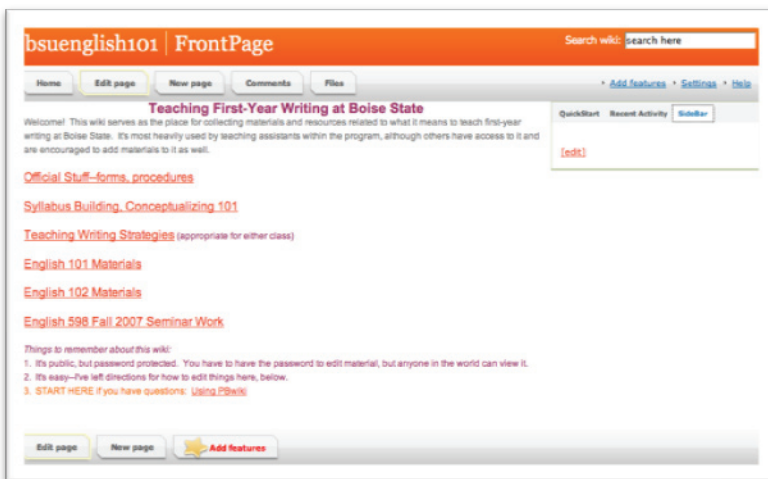 bsuenglish101 | FrontPage
Search wiki: search here
Home Edit page New page Comments Files
Add features Settings Help
Teaching First-Year Writing at Boise State
Welcome! This wiki serves as the place for collecting materials and resources related to what it means to teach first-year
writing at Boise State. It's most heavily used by teaching assistants within the program, although others have access to it and
are encouraged to add materials to it as well.
QuickStart Recent Activity SideBar
[edit]
Official Stuff--forms, procedures
Syllabus Building, Conceptualizing 101
Teaching Writing Strategies (appropriate for either class)
English 101 Materials
English 102 Materials
English 598 Fall 2007 Seminar Work
Things to remember about this wiki:
1. It's public, but password protected. You have to have the password to edit material, but anyone in the world can view it.
2. It's easy--I've left directions for how to edit things here, below.
3. START HERE if you have questions: Using PBwiki
Edit page New page Add features